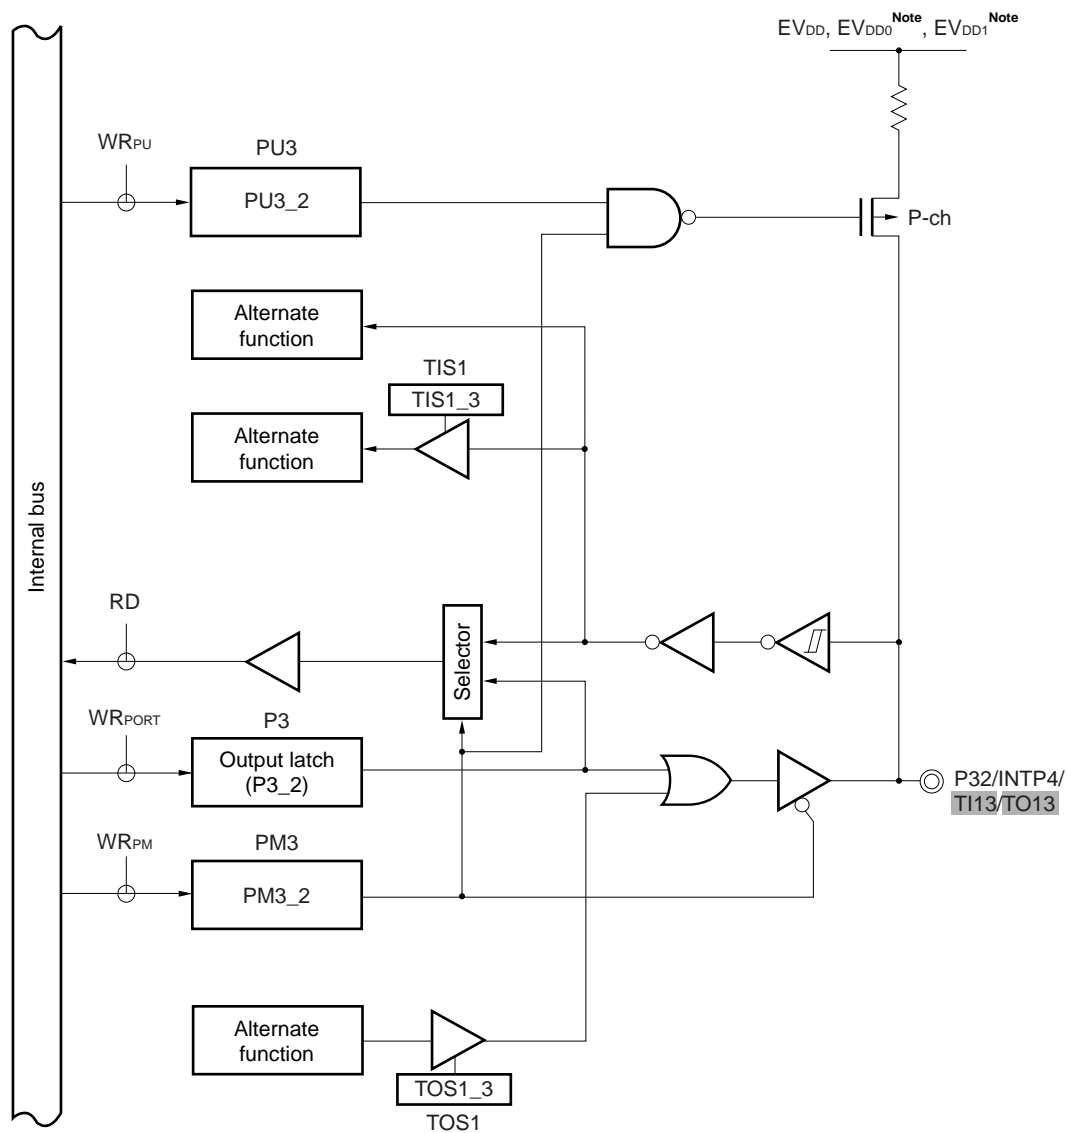 EVDD, EVDD0Note, EVDD1Note
WRPU
PU3
PU3_2
P-ch
Alternate
function
TIS1
TIS1_3
Alternate
function
Internal bus
RD
Selector
WRPORT
P3
Output latch
(P3_2)
P32/INTP4/
TI13/TO13
WRPM
PM3
PM3_2
Alternate
function
TOS1_3
TOS1